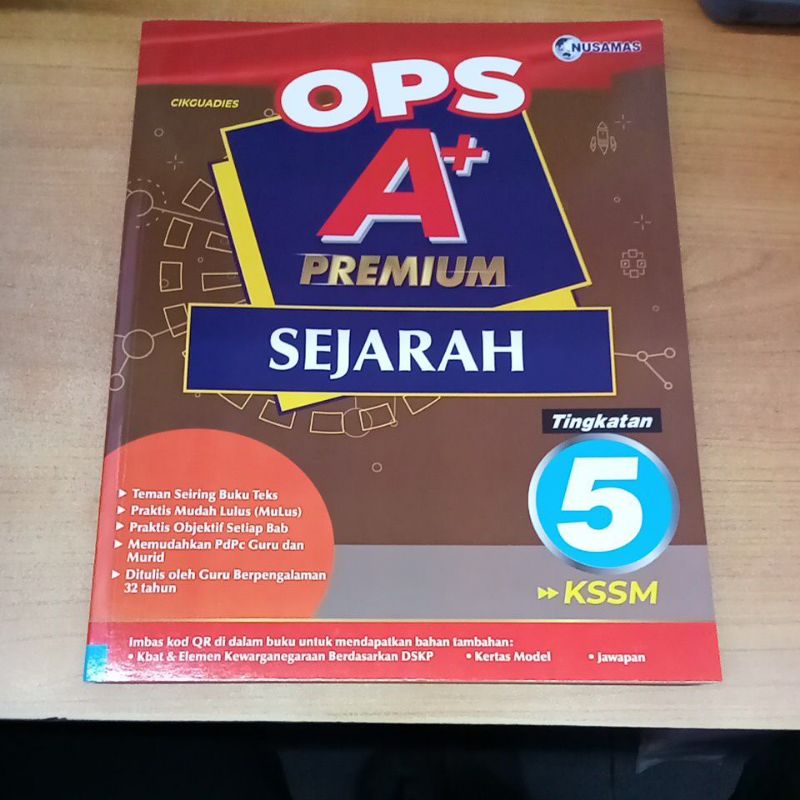 NUSAMAS
CIKGUADIES
OPS
A+
PREMIUM
SEJARAH
Tingkatan
5
KSSM
Teman Seiring Buku Teks
Praktis Mudah Lulus (MuLus)
Praktis Objektif Setiap Bab
Memudahkan PdPc Guru dan
Murid
Ditulis oleh Guru Berpengalaman
32 tahun
Imbas kod QR di dalam buku untuk mendapatkan bahan tambahan:
• Kbat & Elemen Kewarganegaraan Berdasarkan DSKP • Kertas Model • Jawapan